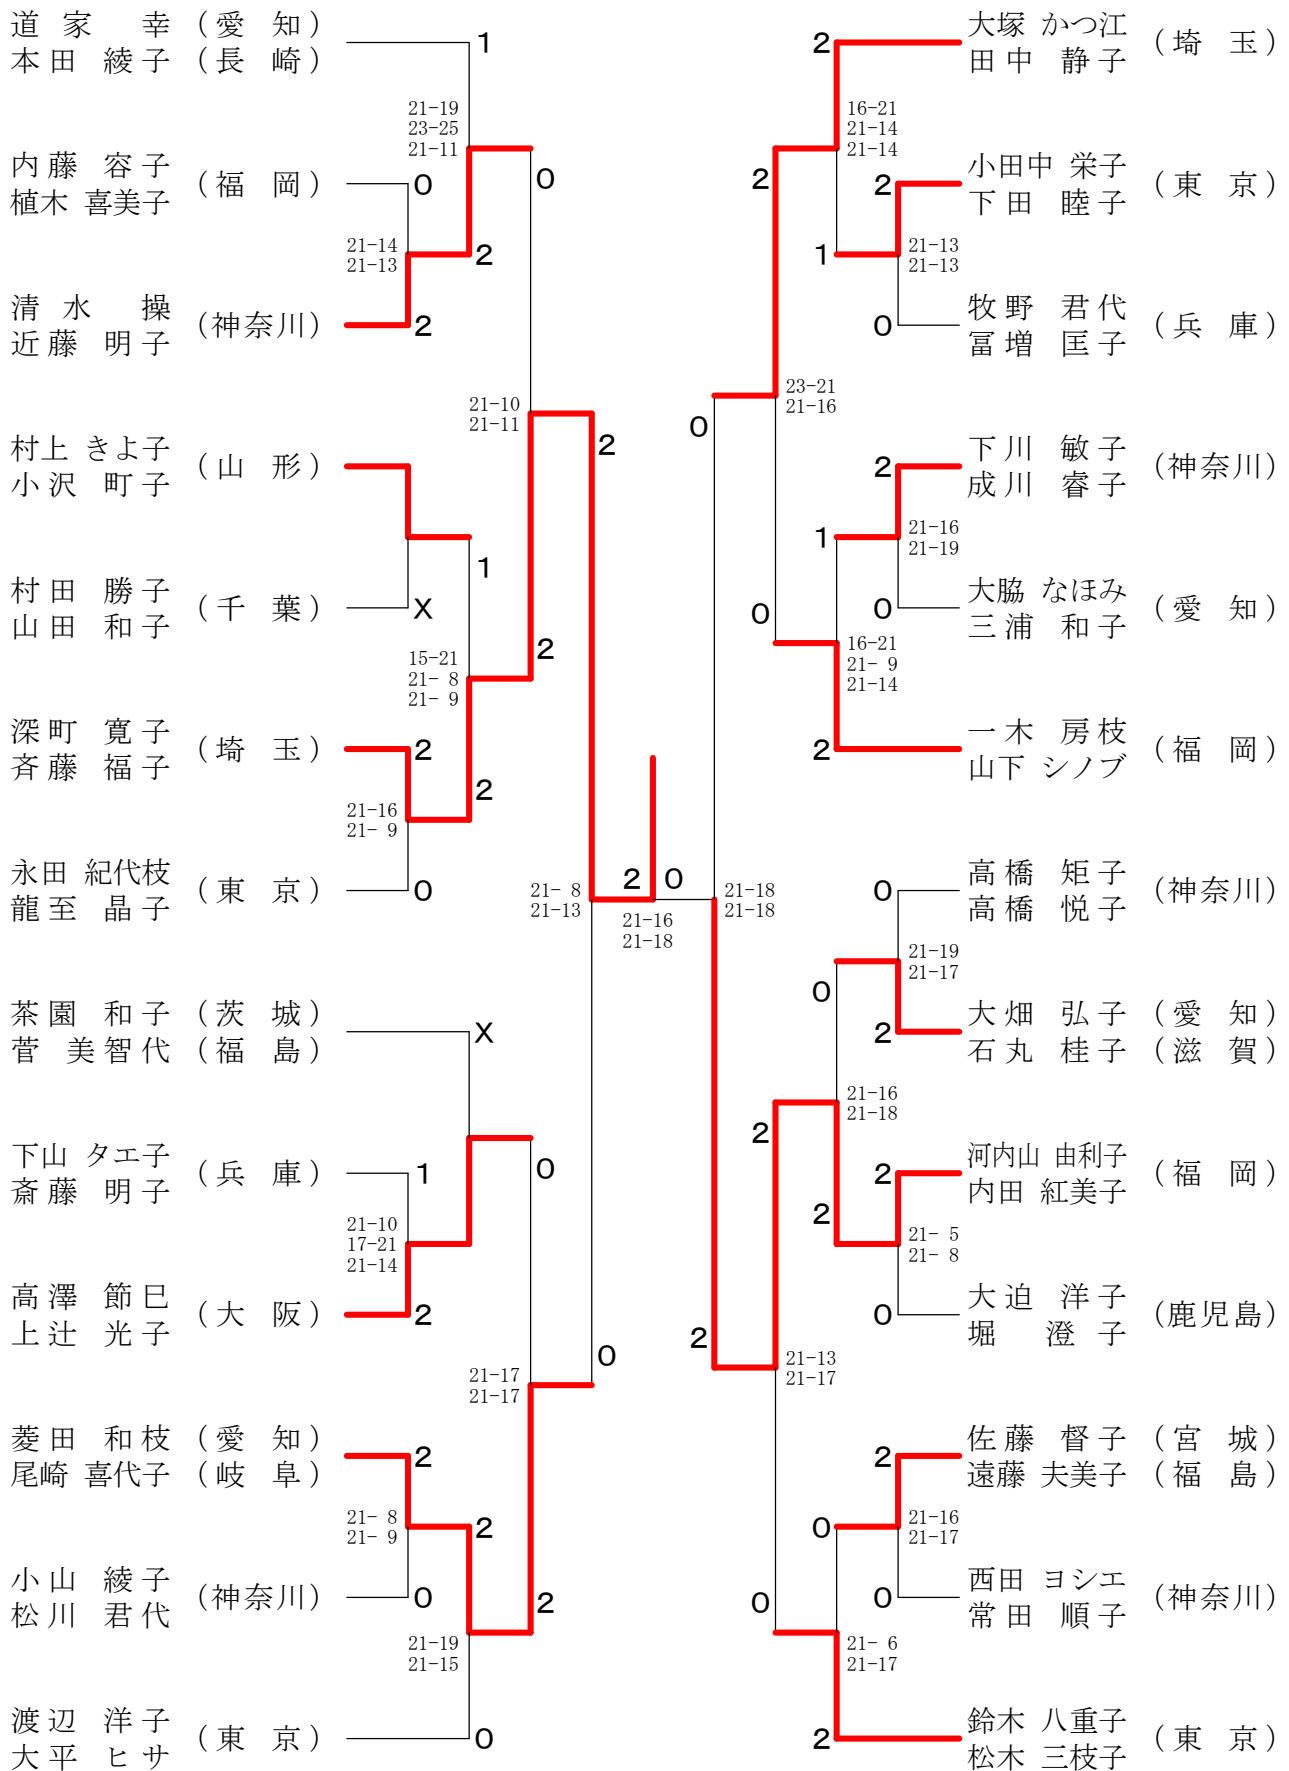 道家 幸 (愛 知)
本田 綾子 (長 崎)
1
21-19
23-25
21-11
内藤 容子
植木 喜美子
(福 岡)
0
0
21-14
21-13
2
清水 操
近藤 明子
(神奈川)
2
21-10
21-11
2
村上 きよ子
小沢 町子
(山 形)
1
村田 勝子
山田 和子
(千 葉)
X
15-21
21- 8
21- 9
2
深町 寛子
斉藤 福子
(埼 玉)
2
2
21-16
21- 9
永田 紀代枝
龍至 晶子
(東 京)
0
21- 8
21-13
2 0
21-16
21-18
茶園 和子 (茨 城)
菅 美智代 (福 島)
X
下山 タエ子
斎藤 明子
(兵 庫)
1
0
21-10
17-21
21-14
高澤 節巳
上辻 光子
(大 阪)
2
0
21-17
21-17
菱田 和枝 (愛 知)
尾崎 喜代子 (岐 阜)
2
21- 8
21- 9
2
小山 綾子
松川 君代
(神奈川)
0
2
21-19
21-15
渡辺 洋子
大平 ヒサ
(東 京)
0
2
大塚 かつ江
田中 静子
(埼 玉)
16-21
21-14
21-14
2
2
小田中 栄子
下田 睦子
(東 京)
1
21-13
21-13
0
牧野 君代
冨増 匡子
(兵 庫)
23-21
21-16
0
2
下川 敏子
成川 睿子
(神奈川)
1
21-16
21-19
0
大脇 なほみ
三浦 和子
(愛 知)
0
16-21
21- 9
21-14
2
一木 房枝
山下 シノブ
(福 岡)
21-18
21-18
0
高橋 矩子
高橋 悦子
(神奈川)
21-19
21-17
0
2
大畑 弘子 (愛 知)
石丸 桂子 (滋 賀)
21-16
21-18
2
2
河内山 由利子
内田 紅美子
(福 岡)
2
21- 5
21- 8
0
大迫 洋子
堀 澄子
(鹿児島)
2
21-13
21-17
2
佐藤 督子 (宮 城)
遠藤 夫美子 (福 島)
0
21-16
21-17
0
西田 ヨシエ
常田 順子
(神奈川)
0
21- 6
21-17
2
鈴木 八重子
松木 三枝子
(東 京)